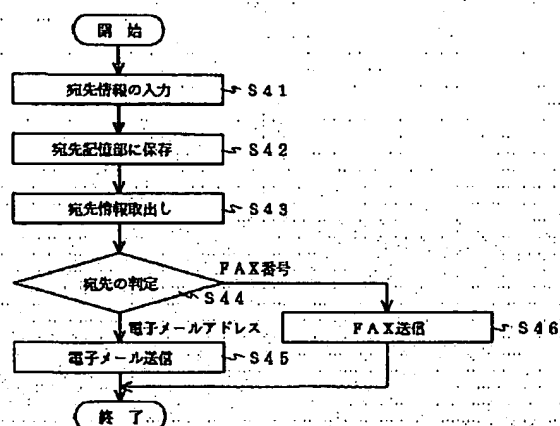 開 始
宛先情報の入力 S41
宛先記憶部に保存 S42
宛先情報取出し S43
FAX番号
宛先の判定 S44
電子メールアドレス
FAX送信 S46
電子メール送信 S45
終 了